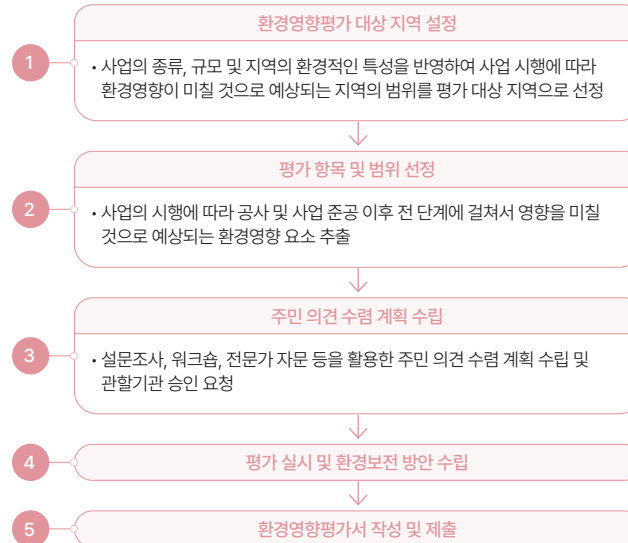 환경영향평가 대상 지역 설정
1
• 사업의 종류, 규모 및 지역의 환경적인 특성을 반영하여 사업 시행에 따라
환경영향이 미칠 것으로 예상되는 지역의 범위를 평가 대상 지역으로 선정
평가 항목 및 범위 선정
2
• 사업의 시행에 따라 공사 및 사업 준공 이후 전 단계에 걸쳐서 영향을 미칠
것으로 예상되는 환경영향 요소 추출
주민 의견 수렴 계획 수립
3
• 설문조사, 워크숍, 전문가 자문 등을 활용한 주민 의견 수렴 계획 수립 및
관할기관 승인 요청
4 평가 실시 및 환경보전 방안 수립
5 환경영향평가서 작성 및 제출